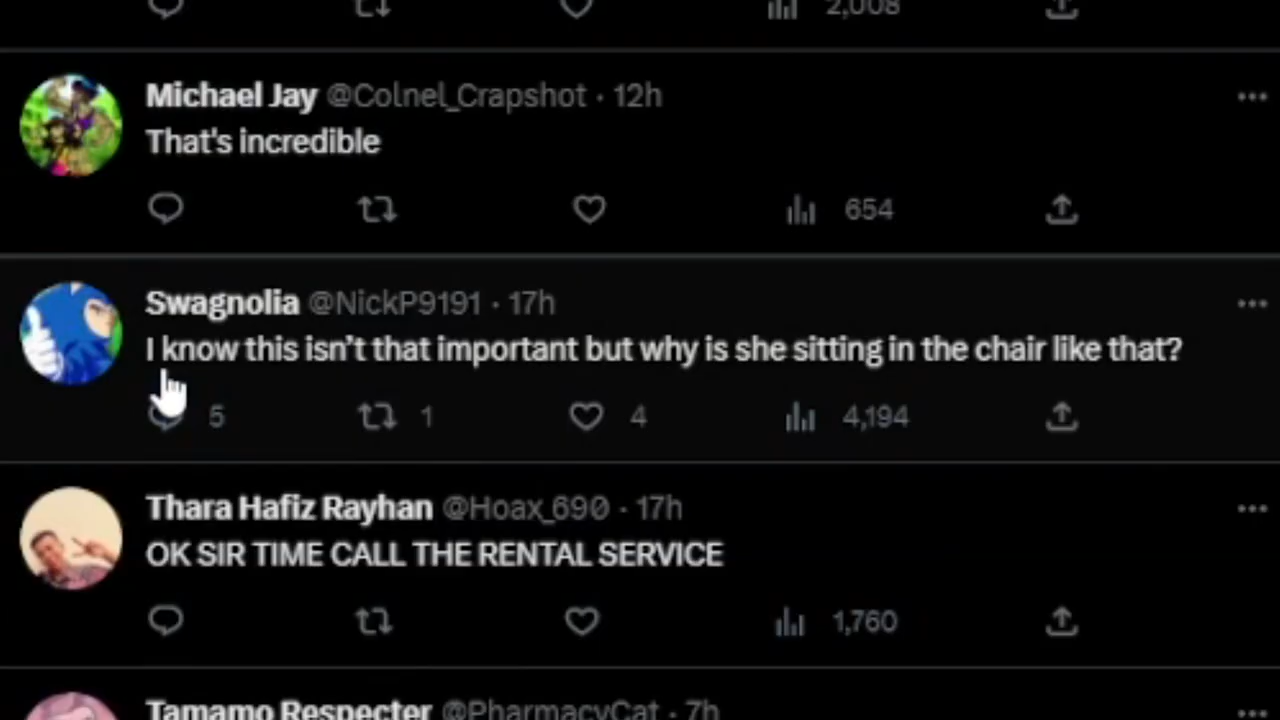 2,008
Michael Jay @Colnel_Crapshot · 12h
That's incredible
654
Swagnolia @NickP9191 · 17h
I know this isn't that important but why is she sitting in the chair like that?
5 1 4 4,194
Thara Hafiz Rayhan @Hoax_690 · 17h
OK SIR TIME CALL THE RENTAL SERVICE
1,760
Tamamo Respecter @PharmacyCat · 7h